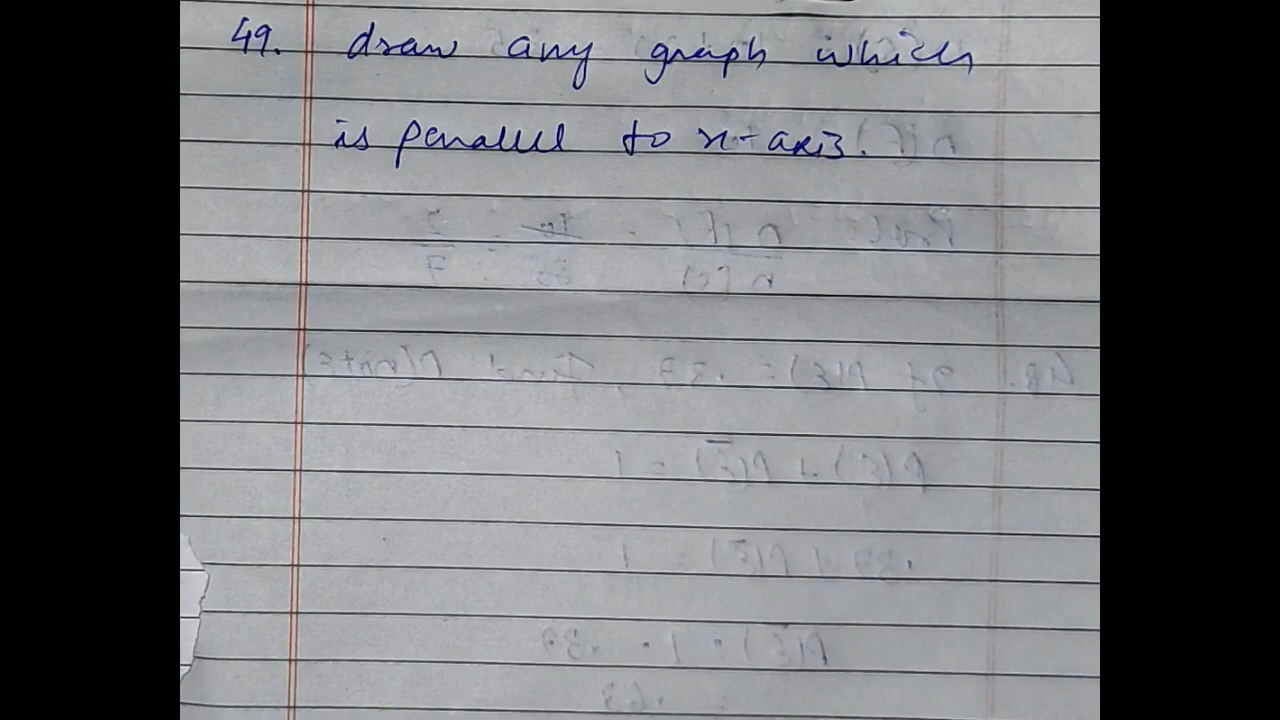 49. draw any graph which
is parallel to x-axis.